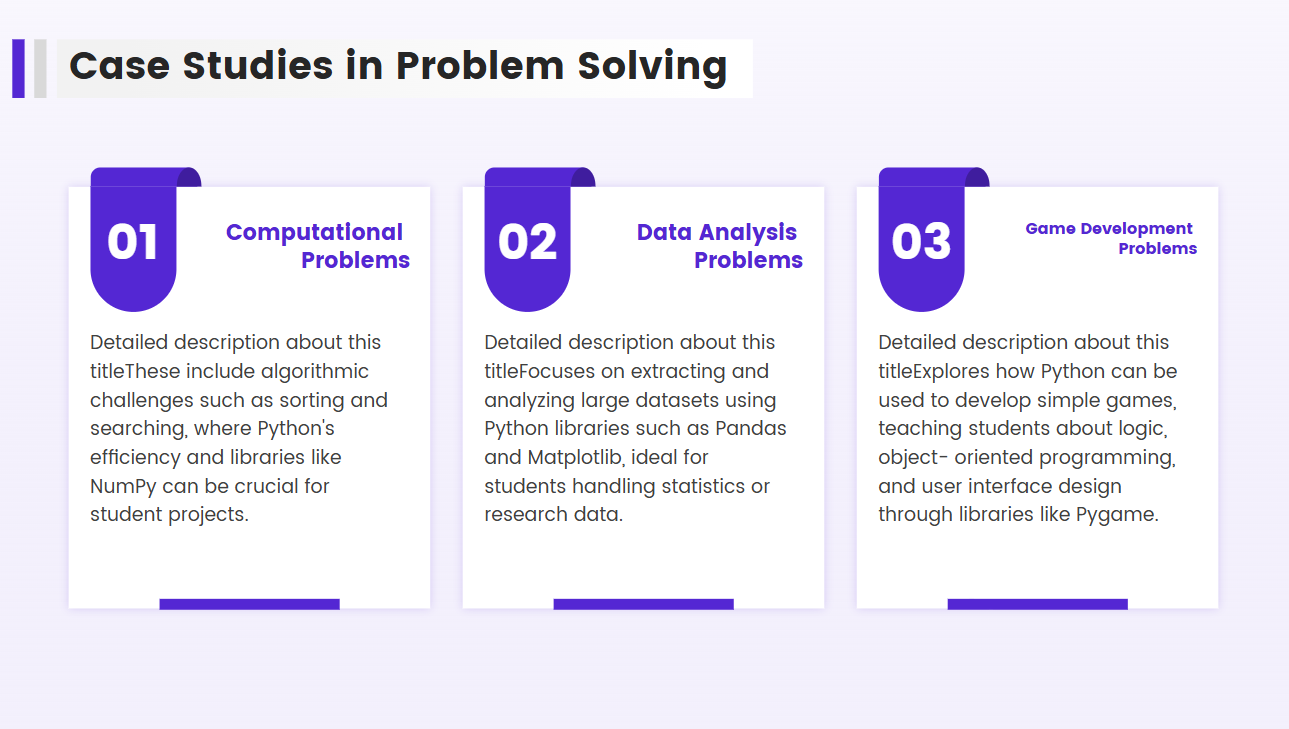 Case Studies in Problem Solving
01
Computational
Problems
Detailed description about this
titleThese include algorithmic
challenges such as sorting and
searching, where Python's
efficiency and libraries like
NumPy can be crucial for
student projects.
02
Data Analysis
Problems
Detailed description about this
titleFocuses on extracting and
analyzing large datasets using
Python libraries such as Pandas
and Matplotlib, ideal for
students handling statistics or
research data.
03
Game Development
Problems
Detailed description about this
titleExplores how Python can be
used to develop simple games,
teaching students about logic,
object- oriented programming,
and user interface design
through libraries like Pygame.